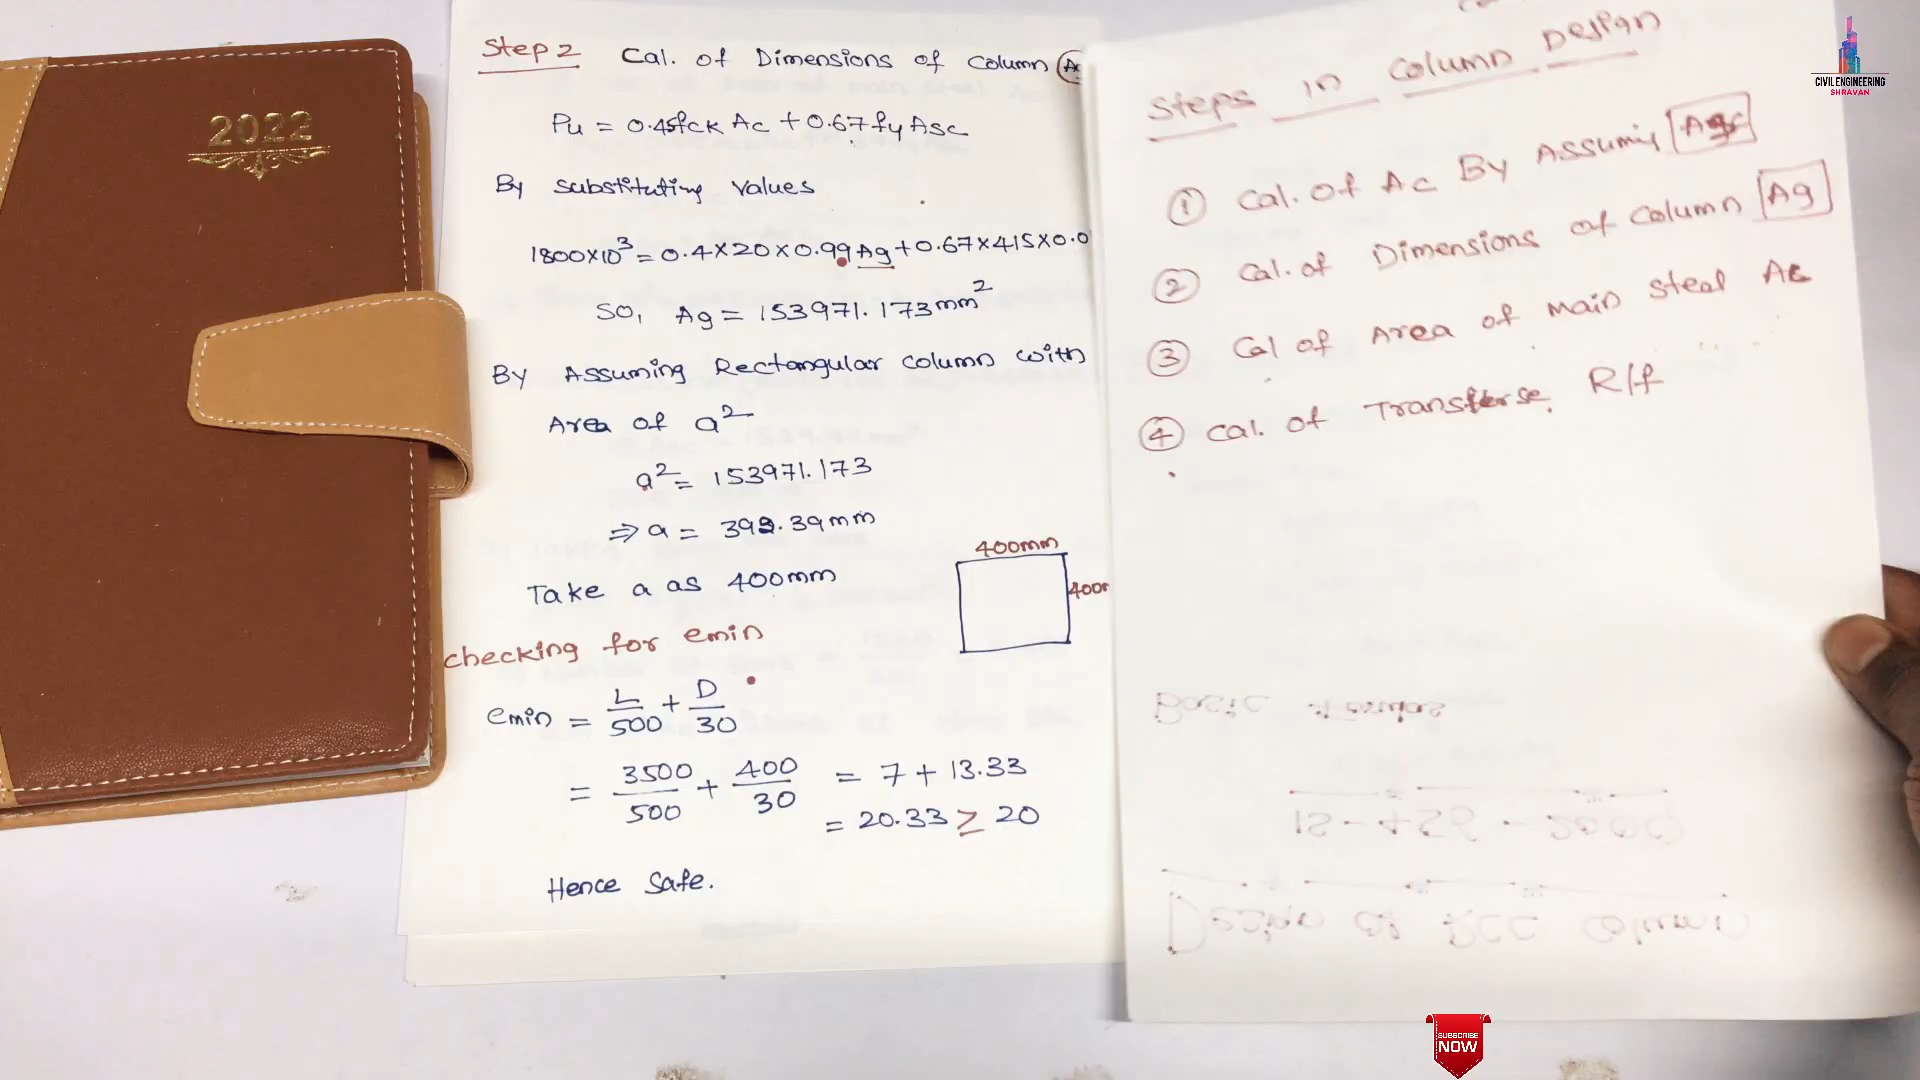 2022
Step 2 Cal. of Dimensions of Column
Pu = 0.45fck Ac + 0.67 fy Asc
By substituting values
1800×10³ = 0.4×20×0.99 Ag + 0.67×415×0.0
So, Ag = 153971.173mm²
By Assuming Rectangular column with
Area of a²
a² = 153971.173
⇒ a = 392.39mm
Take a as 400mm
400mm
400
checking for emin
emin = L/500 + D/30
= 3500/500 + 400/30 = 7 + 13.33
= 20.33 ≥ 20
Hence Safe.
Steps in Column Design
① Cal. of Ac By Assuming
② Cal. of Dimensions of Column Ag
③ Cal of Area of main steel
④ Cal. of R/f
CIVIL ENGINEERING
SHRAVAN
SUBSCRIBE
NOW